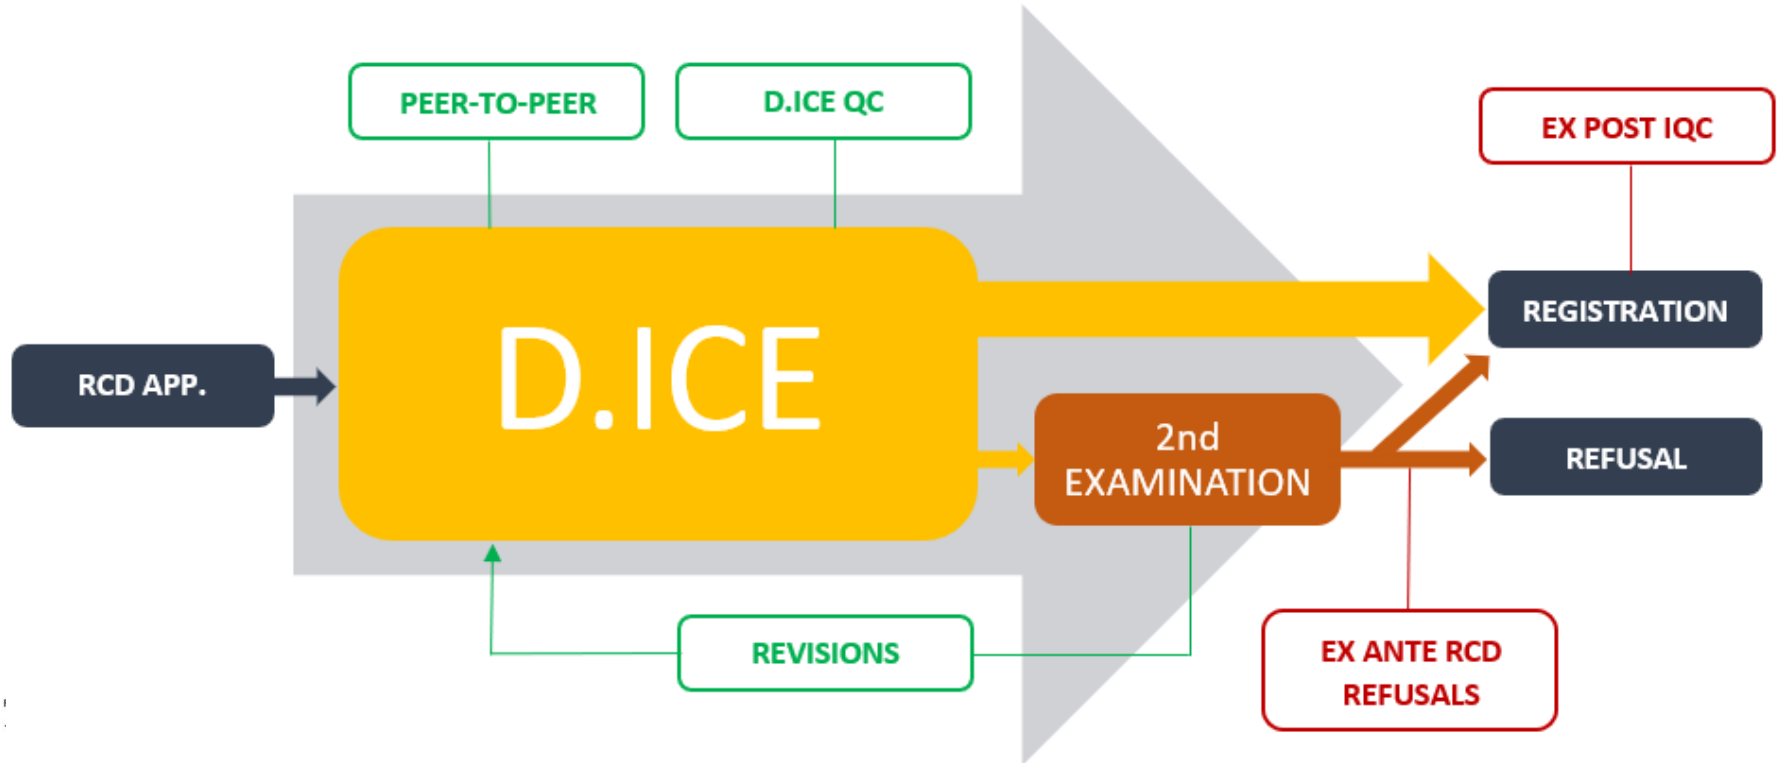 PEER-TO-PEER
D.ICE QC
EX POST IQC
RCD APP.
D.ICE
REGISTRATION
2nd
EXAMINATION
REFUSAL
REVISIONS
EX ANTE RCD
REFUSALS